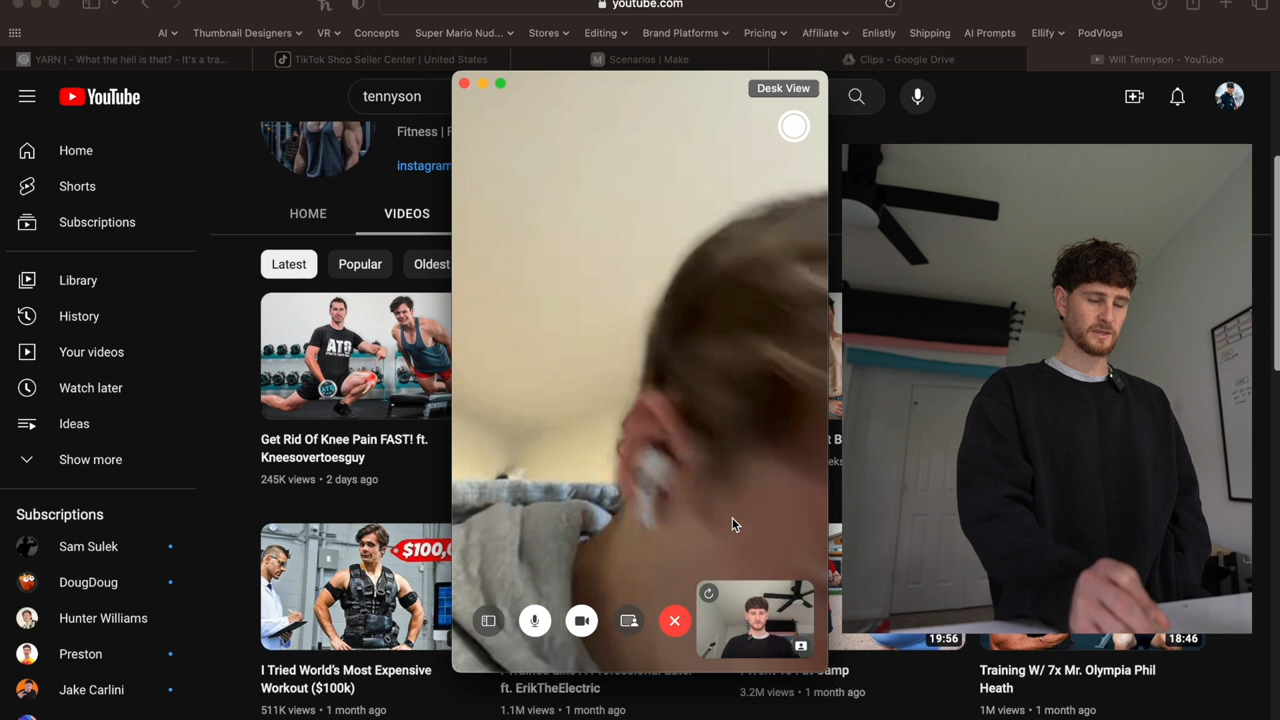 youtube.com
AI
Thumbnail Designers
VR
Concepts
Super Mario Nud...
Stores
Editing
Brand Platforms
Pricing
Affiliate
Enlistly
Shipping
AI Prompts
Ellify
PodVlogs
YARN | - What the hell is that? - It's a tra...
TikTok Shop Seller Center | United States
M Scenarios | Make
Clips - Google Drive
Will Tennyson - YouTube
YouTube
tennyson
Desk View
Fitness |
instagram
Home
Shorts
Subscriptions
HOME
VIDEOS
Latest
Popular
Oldest
Library
History
Your videos
Watch later
Ideas
Show more
ATG
Get Rid Of Knee Pain FAST! ft.
Kneesovertoesguy
245K views • 2 days ago
Subscriptions
Sam Sulek
DougDoug
Hunter Williams
Preston
Jake Carlini
$100,
I Tried World's Most Expensive
Workout ($100k)
511K views • 1 month ago
ft. ErikTheElectric
1.1M views • 1 month ago
19:56
3.2M views • 1 month ago
18:46
Training W/ 7x Mr. Olympia Phil
Heath
1M views • 1 month ago